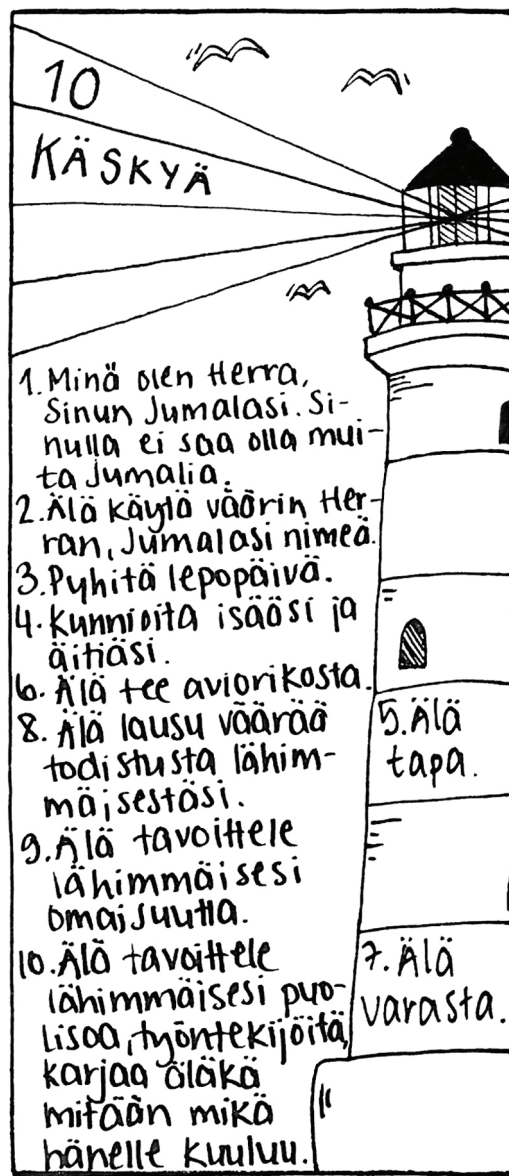 10
KÄSKYÄ
1. Minä olen Herra,
Sinun Jumalasi. Si-
nulla ei saa olla mui-
ta Jumalia.
2. Älä käytä väärin Her-
ran, Jumalasi nimeä.
3. Pyhitä lepopäivä.
4. Kunnioita isääsi ja
äitiäsi.
6. Älä tee aviorikosta.
8. Älä lausu väärää
todistusta lähim-
mäisestäsi.
9. Älä tavoittele
lähimmäisesi
omaisuutta.
10. Älä tavoittele
lähimmäisesi puo-
lisoa, työntekijöitä,
karjaa äläkä
mitään mikä
hänelle kuuluu.
5. Älä
tapa.
7. Älä
varasta.